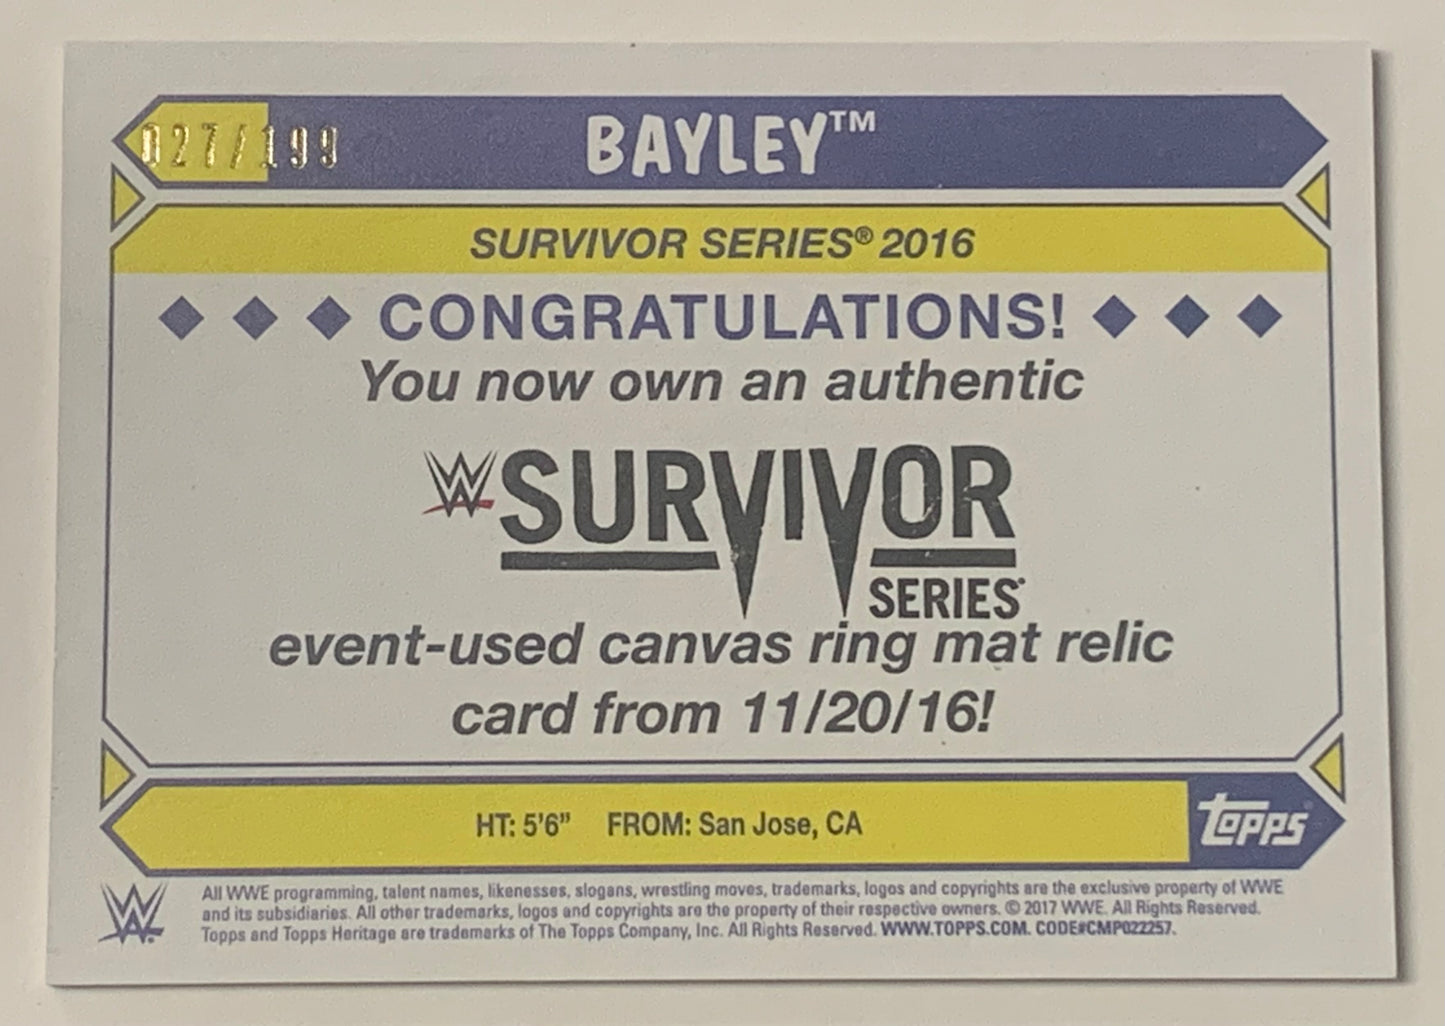 027/199
BAYLEY™
SURVIVOR SERIES® 2016
CONGRATULATIONS!
You now own an authentic
W SURVIVOR
SERIES
event-used canvas ring mat relic
card from 11/20/16!
HT: 5'6” FROM: San Jose, CA
topps
W
All WWE programming, talent names, likenesses, slogans, wrestling moves, trademarks, logos and copyrights are the exclusive property of WWE
and its subsidiaries. All other trademarks, logos and copyrights are the property of their respective owners. © 2017 WWE. All Rights Reserved.
Topps and Topps Heritage are trademarks of The Topps Company, Inc. All Rights Reserved. WWW.TOPPS.COM. CODE#CMP022257.